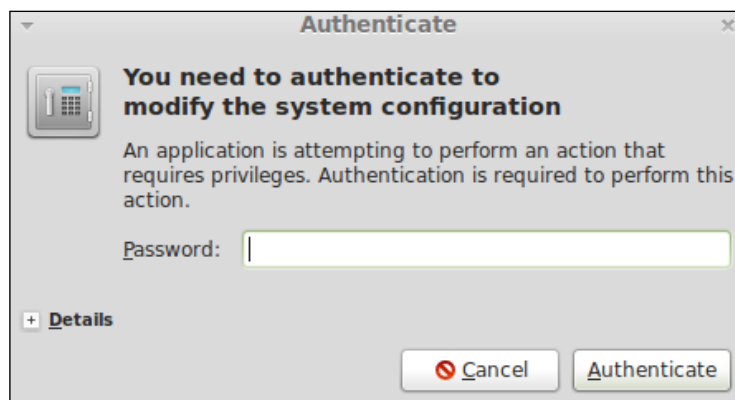 Authenticate
You need to authenticate to
modify the system configuration
An application is attempting to perform an action that
requires privileges. Authentication is required to perform this
action.
Password:
Details
Cancel
Authenticate